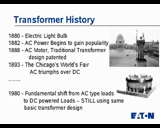 Transformer History
1880 - Electric Light Bulb
1882 - AC Power Begins to gain popularity
1888 - AC Motor, Traditional Transformer
design patented
1893 - The Chicago's World's Fair
AC triumphs over DC
1980 - Fundamental shift from AC type loads
to DC powered Loads – STILL using same
basic transformer design
EATON